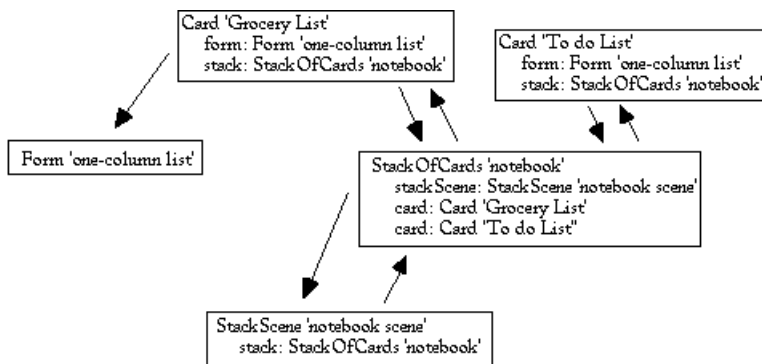 Card 'Grocery List'
form: Form 'one-column list'
stack: StackOfCards 'notebook'
Card 'To do List'
form: Form 'one-column list'
stack: StackOfCards 'notebook'
Form 'one-column list'
StackOfCards 'notebook'
stackScene: StackScene 'notebook scene'
card: Card 'Grocery List'
card: Card 'To do List"
StackScene 'notebook scene'
stack: StackOfCards 'notebook'